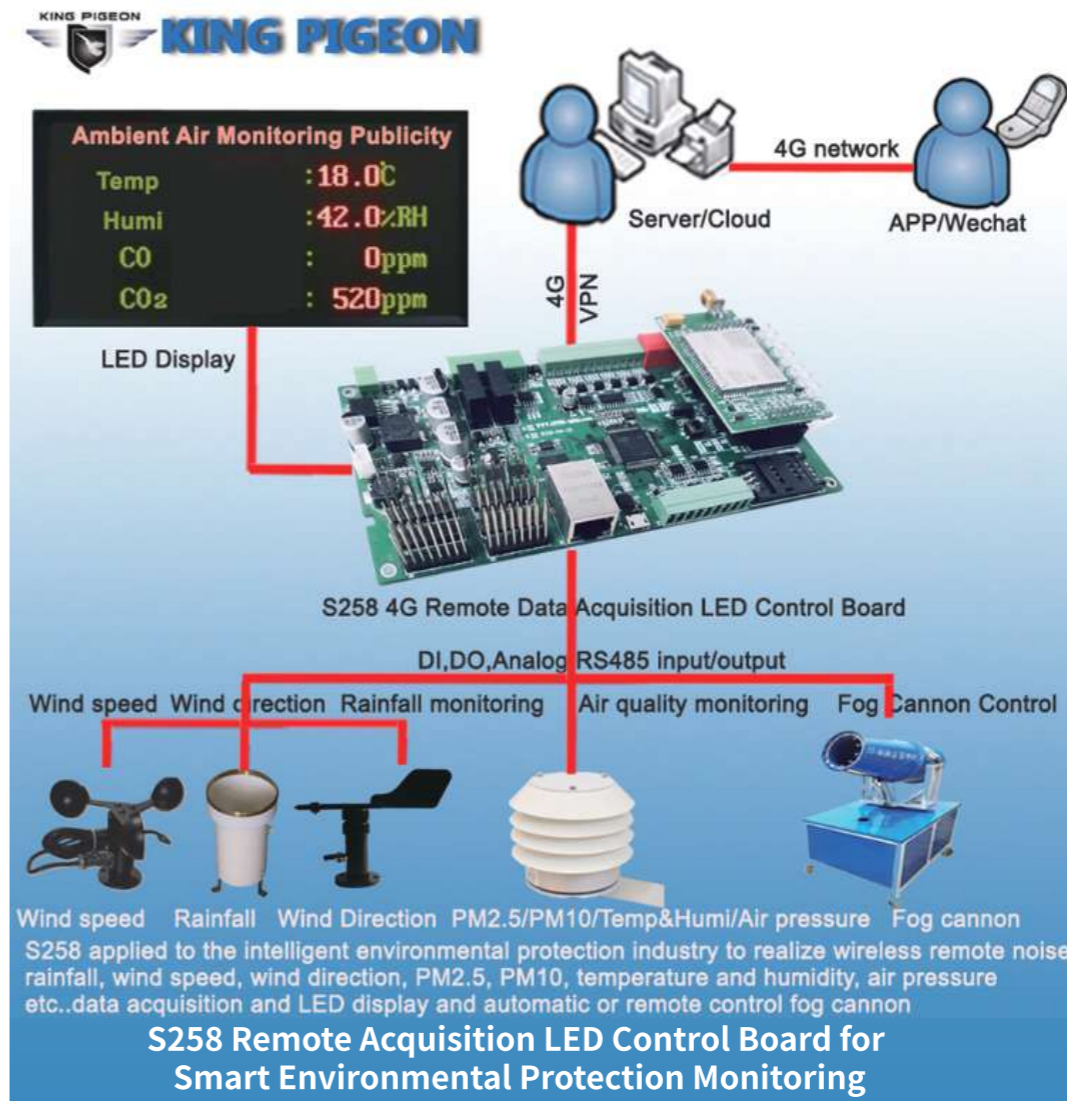 KING PIGEON
KING PIGEON
Ambient Air Monitoring Publicity
Temp :18.0℃
Humi :42.0%RH
CO : 0ppm
CO2 : 520ppm
LED Display
4G network
Server/Cloud
APP/Wechat
4G
VPN
S258 4G Remote Data Acquisition LED Control Board
DI,DO,Analog RS485 input/output
Wind speed Wind direction Rainfall monitoring Air quality monitoring Fog Cannon Control
Wind speed Rainfall Wind Direction PM2.5/PM10/Temp&Humi/Air pressure Fog cannon
S258 applied to the intelligent environmental protection industry to realize wireless remote noise
rainfall, wind speed, wind direction, PM2.5, PM10, temperature and humidity, air pressure
etc..data acquisition and LED display and automatic or remote control fog cannon
S258 Remote Acquisition LED Control Board for
Smart Environmental Protection Monitoring